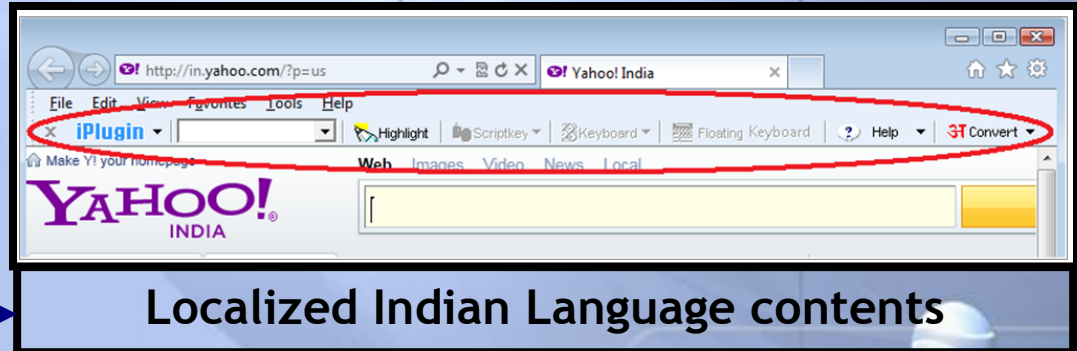 http://in.yahoo.com/?p=us Yahoo! India
File Edit View Favorites Tools Help
x iPlugin Highlight Scriptkey Keyboard Floating Keyboard ? Help अ Convert
Make Y! your homepage Web Images Video News Local
YAHOO!®
INDIA
Localized Indian Language contents